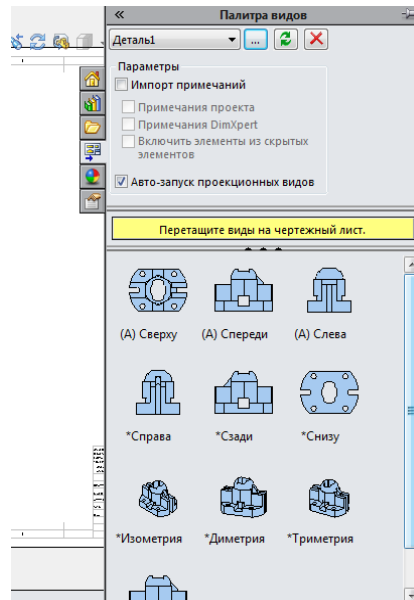 Палитра видов
Деталь1
...
Параметры
Импорт примечаний
Примечания проекта
Примечания DimXpert
Включить элементы из скрытых
элементов
Авто-запуск проекционных видов
Перетащите виды на чертежный лист.
(A) Сверху (A) Спереди (A) Слева
*Справа *Сзади *Снизу
*Изометрия *Диметрия *Триметрия